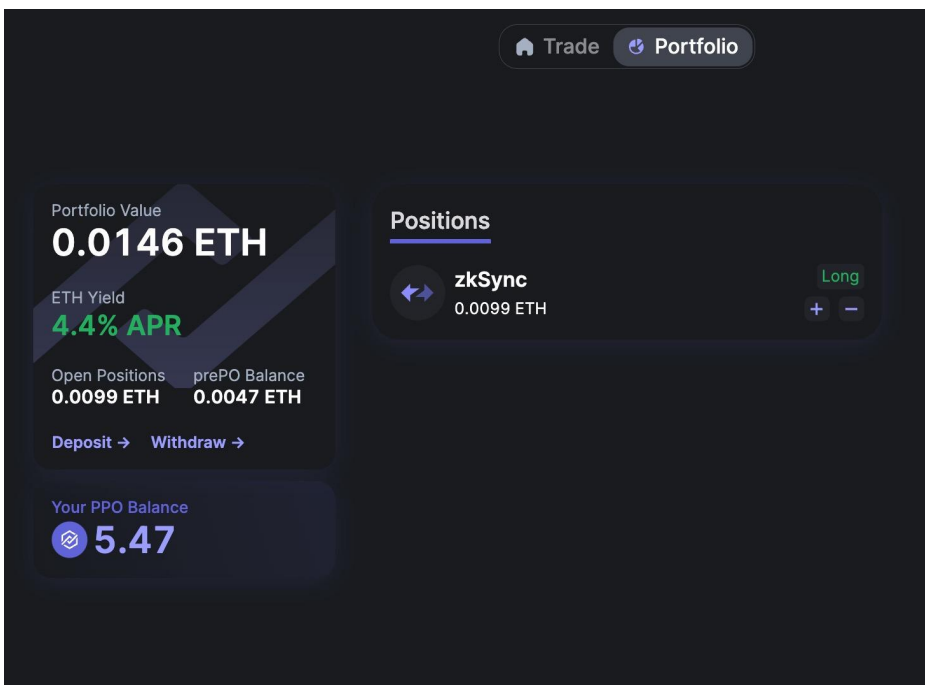 Trade
Portfolio
Portfolio Value
0.0146 ETH
ETH Yield
4.4% APR
Open Positions
prePO Balance
0.0099 ETH
0.0047 ETH
Deposit →
Withdraw →
Your PPO Balance
5.47
Positions
zkSync
0.0099 ETH
Long
+ −